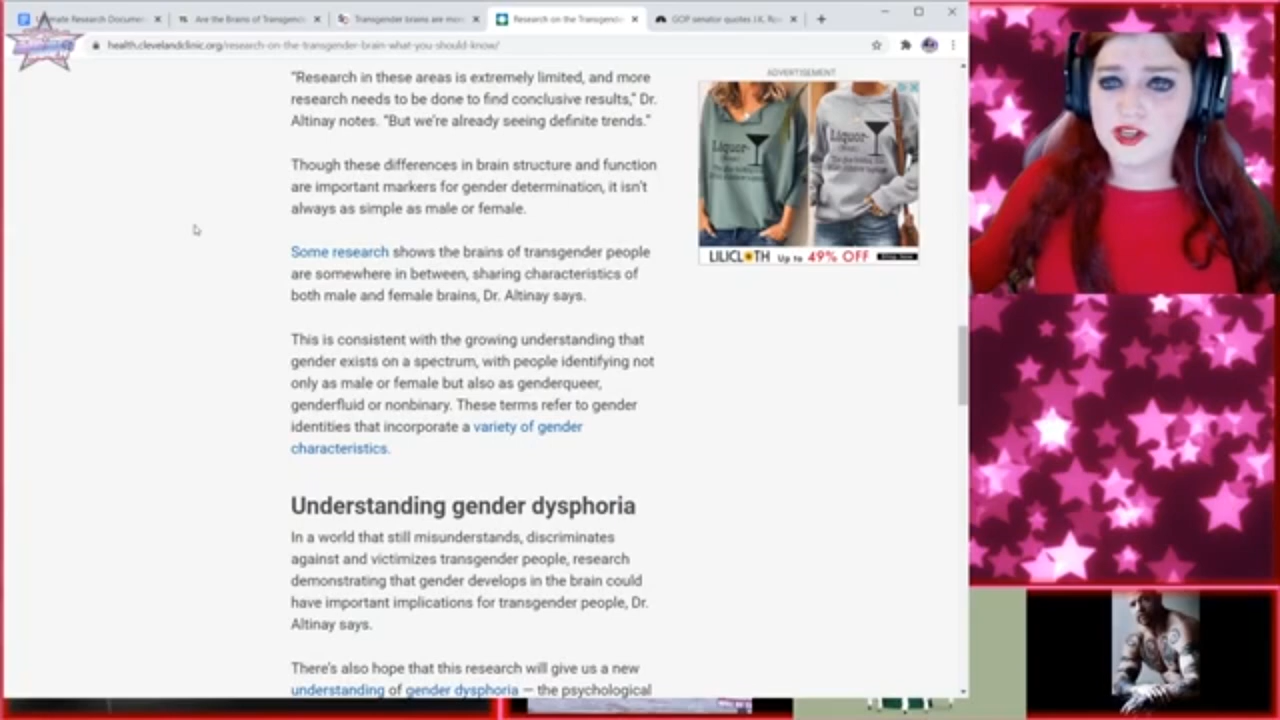 mate Research Docume
Are the Brains of Transgende
Transgender brains are mor
Research on the Transgende
GOP senator quotes J.K. Ro
health.clevelandclinic.org/research-on-the-transgender-brain-what-you-should-know/
"Research in these areas is extremely limited, and more
research needs to be done to find conclusive results," Dr.
Altinay notes. "But we're already seeing definite trends."
Though these differences in brain structure and function
are important markers for gender determination, it isn't
always as simple as male or female.
Some research shows the brains of transgender people
are somewhere in between, sharing characteristics of
both male and female brains, Dr. Altinay says.
This is consistent with the growing understanding that
gender exists on a spectrum, with people identifying not
only as male or female but also as genderqueer,
genderfluid or nonbinary. These terms refer to gender
identities that incorporate a variety of gender
characteristics.
Understanding gender dysphoria
In a world that still misunderstands, discriminates
against and victimizes transgender people, research
demonstrating that gender develops in the brain could
have important implications for transgender people, Dr.
Altinay says.
There's also hope that this research will give us a new
understanding of gender dysphoria — the psychological
ADVERTISEMENT
Liquor
Liquor
LILICLOTH Up to 49% OFF